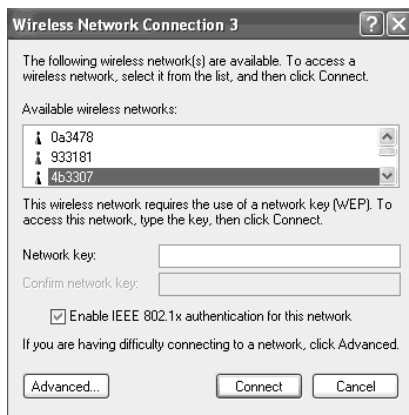 Wireless Network Connection 3
The following wireless network(s) are available. To access a
wireless network, select it from the list, and then click Connect.
Available wireless networks:
0a3478
933181
4b3307
This wireless network requires the use of a network key (WEP). To
access this network, type the key, then click Connect.
Network key:
Confirm network key:
Enable IEEE 802.1x authentication for this network
If you are having difficulty connecting to a network, click Advanced.
Advanced... Connect Cancel